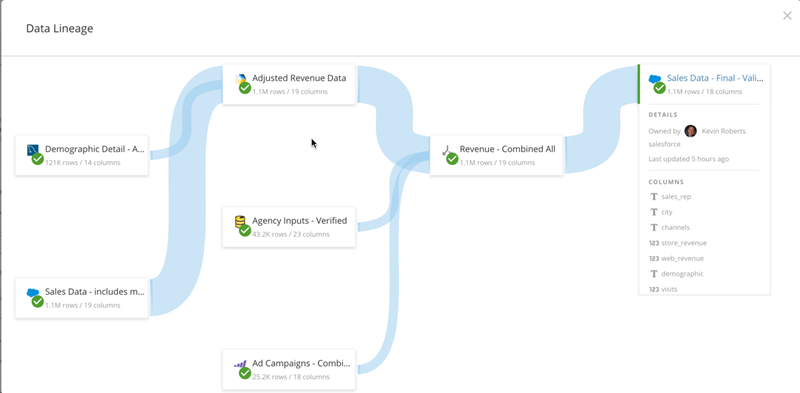 Data Lineage
Adjusted Revenue Data
1.1M rows / 19 columns
Demographic Detail - A...
121K rows / 14 columns
Agency Inputs - Verified
43.2K rows / 23 columns
Sales Data - includes m...
1.1M rows / 19 columns
Ad Campaigns - Combi...
25.2K rows / 18 columns
Revenue - Combined All
1.1M rows / 19 columns
Sales Data - Final - Vali...
1.1M rows / 18 columns
DETAILS
Owned by Kevin Roberts
salesforce
Last updated 5 hours ago
COLUMNS
T sales_rep
T city
T channels
123 store_revenue
123 web_revenue
T demographic
123 visits